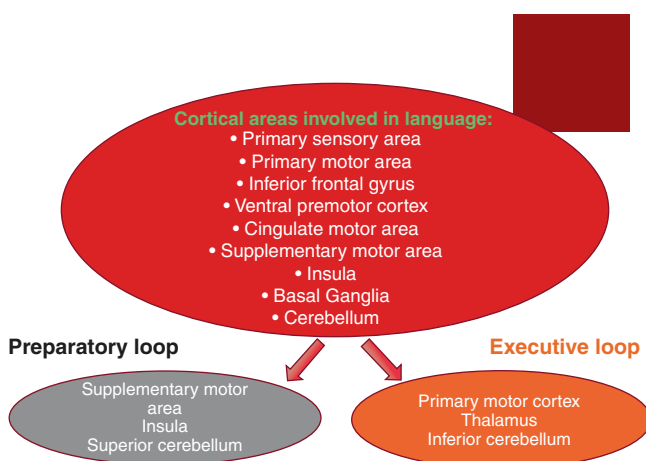 Cortical areas involved in language:
• Primary sensory area
• Primary motor area
• Inferior frontal gyrus
• Ventral premotor cortex
• Cingulate motor area
• Supplementary motor area
• Insula
• Basal Ganglia
• Cerebellum
Preparatory loop
Executive loop
Supplementary motor
area
Insula
Superior cerebellum
Primary motor cortex
Thalamus
Inferior cerebellum